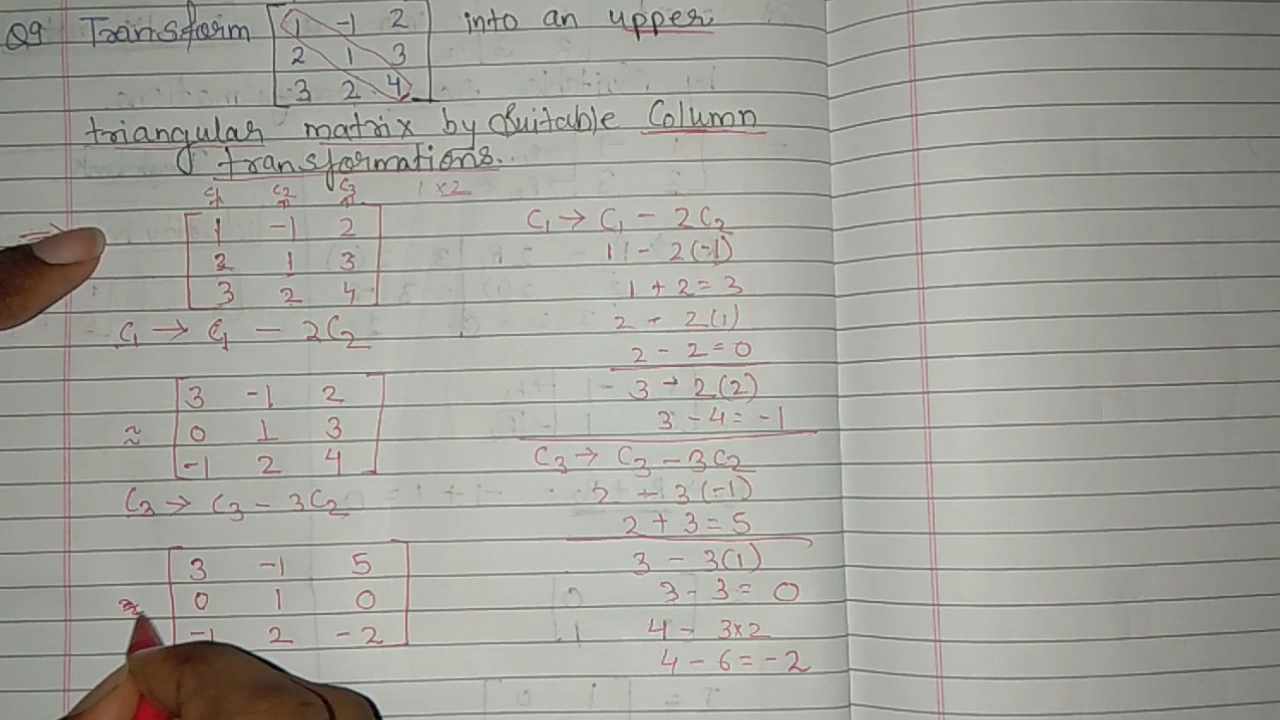 Q9 Transform [1 -1 2 into an upper
2 1 3
3 2 4]
triangular matrix by Suitable Column
transformations.
C1 C2 C3 1×2
⇒ [1 -1 2
2 1 3
3 2 4]
C1 → C1 - 2C2
≈ [3 -1 2
0 1 3
-1 2 4]
C3 → C3 - 3C2
≈ [3 -1 5
0 1 0
-1 2 -2]
C1 → C1 - 2C2
1 - 2(-1)
1 + 2 = 3
2 - 2(1)
2 - 2 = 0
3 - 2(2)
3 - 4 = -1
C3 → C3 - 3C2
2 - 3(-1)
2 + 3 = 5
3 - 3(1)
3 - 3 = 0
4 - 3×2
4 - 6 = -2